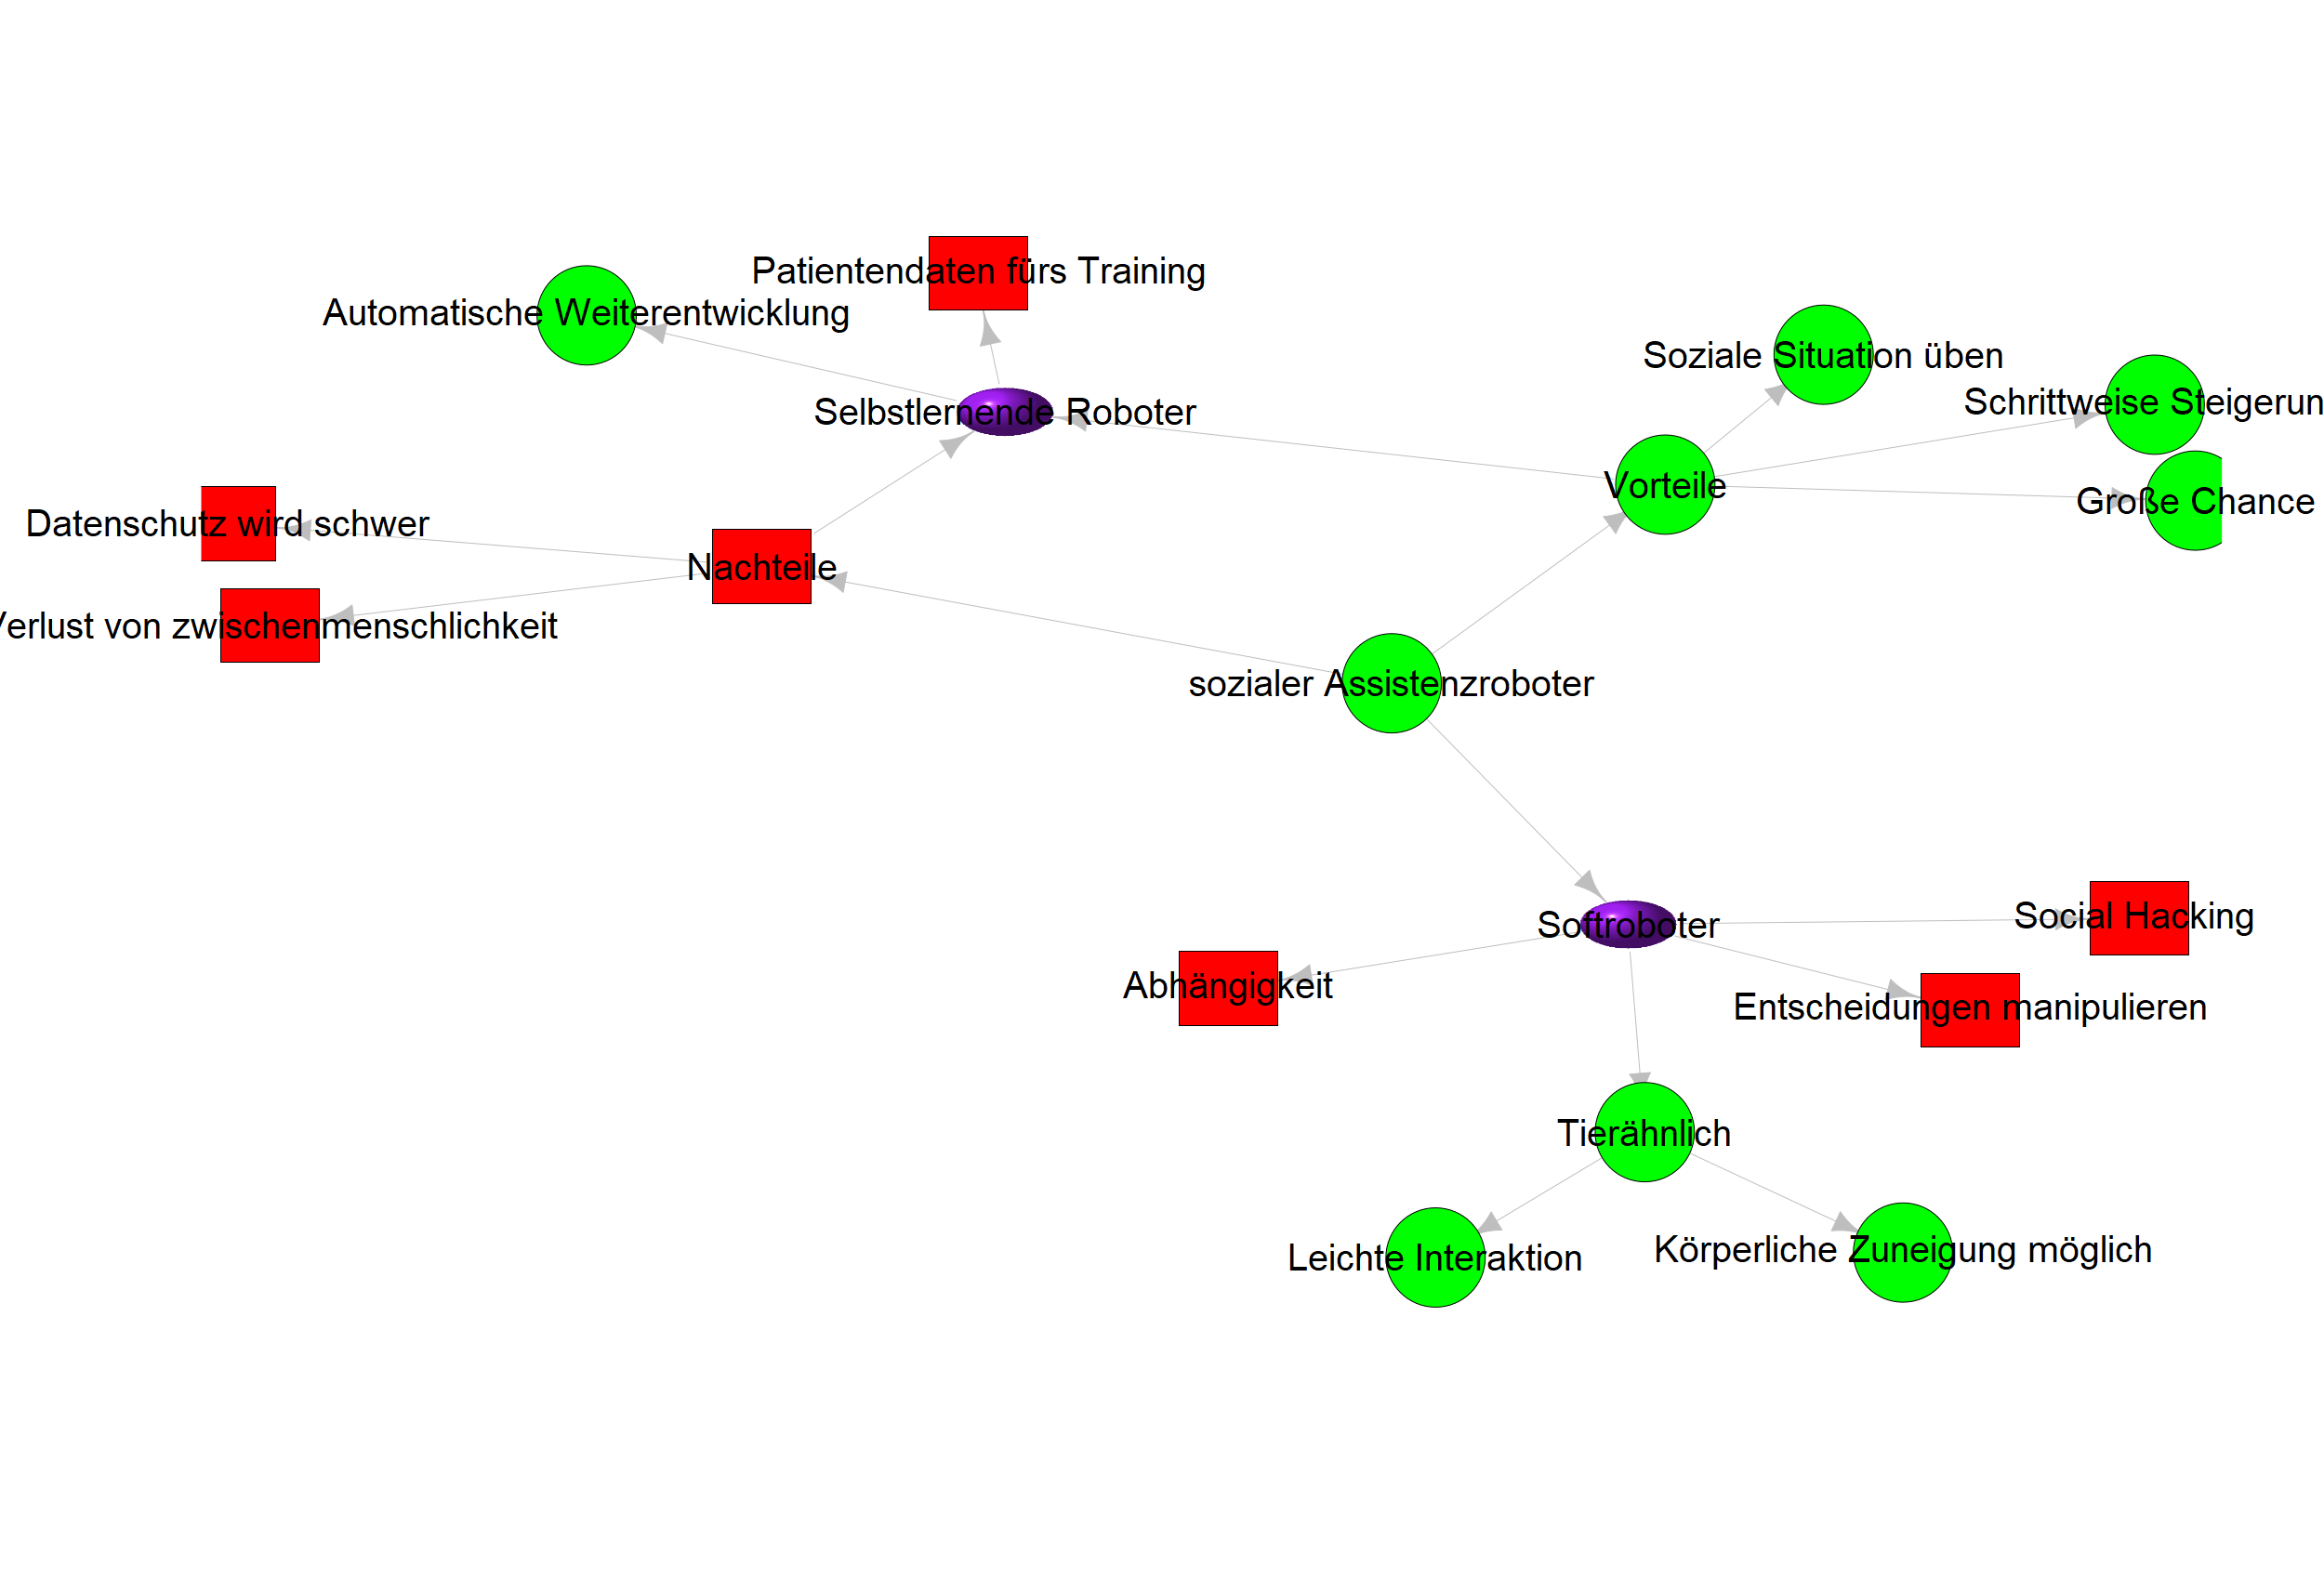 Patientendaten fürs Training
Automatische Weiterentwicklung
Soziale Situation üben
Schrittweise Steigerun
Selbstlernende Roboter
Vorteile
Große Chance
Datenschutz wird schwer
Nachteile
Verlust von zwischenmenschlichkeit
sozialer Assistenzroboter
Social Hacking
Softroboter
Abhängigkeit
Entscheidungen manipulieren
Tierähnlich
Körperliche Zuneigung möglich
Leichte Interaktion